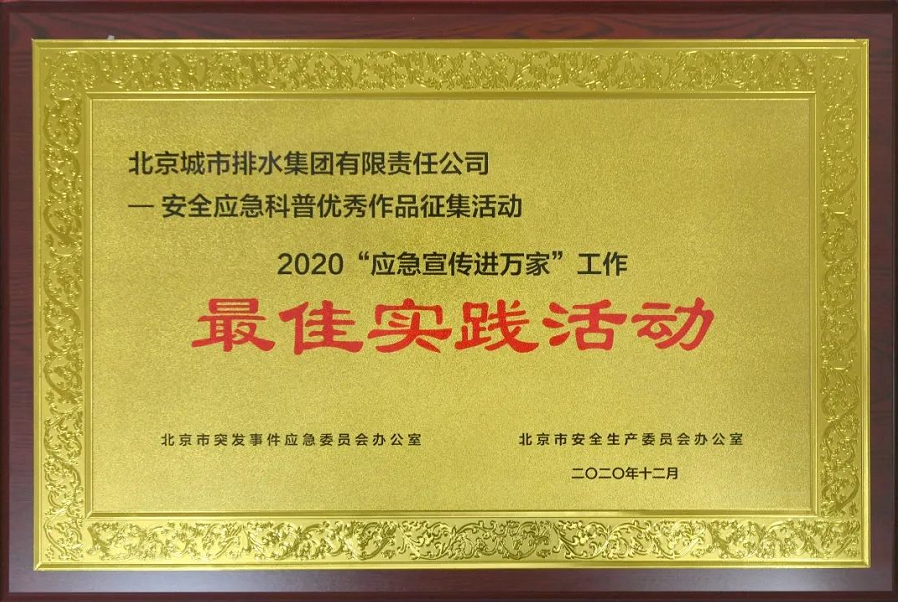 北京城市排水集团有限责任公司
— 安全应急科普优秀作品征集活动
2020“应急宣传进万家”工作
最佳实践活动
北京市突发事件应急委员会办公室
北京市安全生产委员会办公室
二〇二〇年十二月